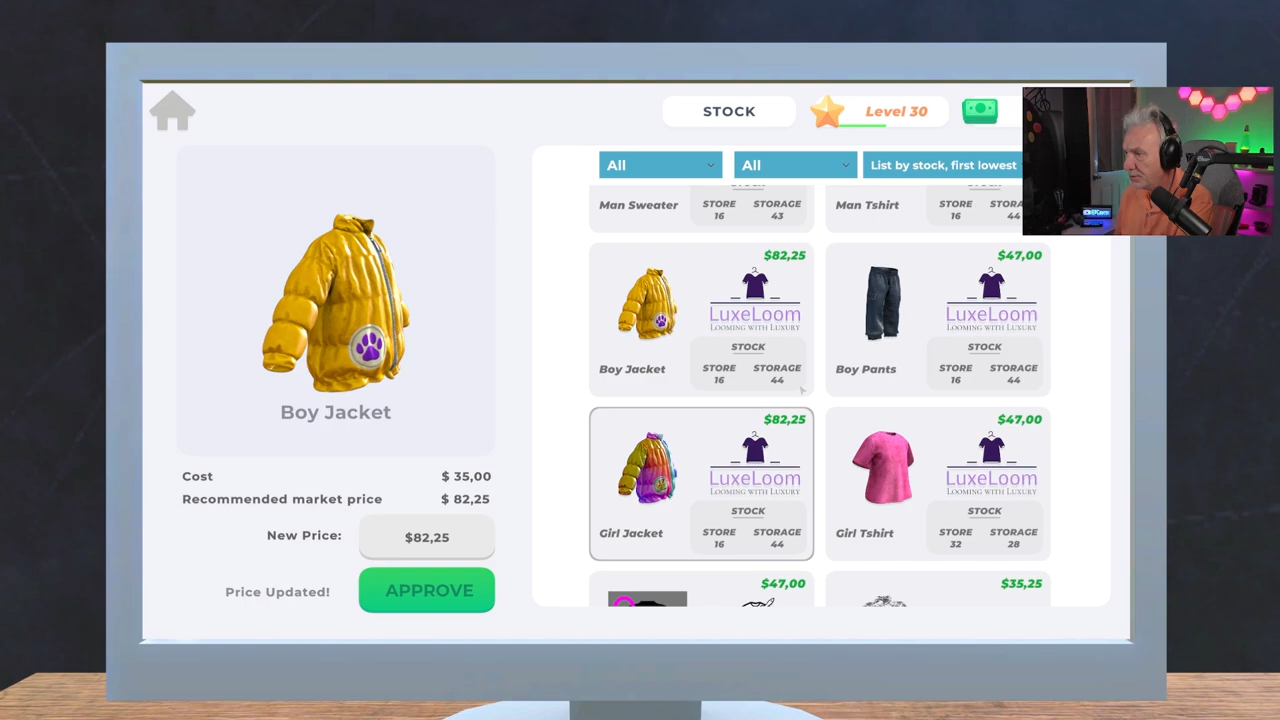 STOCK
Level 30
All
All
List by stock, first lowest
Man Sweater
STORE
16
STORAGE
43
Man Tshirt
STORE
16
44
$82,25
LuxeLoom
LOOMING WITH LUXURY
Boy Jacket
STOCK
STORE
16
STORAGE
44
$47,00
LuxeLoom
LOOMING WITH LUXURY
Boy Pants
STOCK
STORE
16
STORAGE
44
$82,25
LuxeLoom
LOOMING WITH LUXURY
Girl Jacket
STOCK
STORE
16
STORAGE
44
$47,00
LuxeLoom
LOOMING WITH LUXURY
Girl Tshirt
STOCK
STORE
32
STORAGE
28
$47,00
$35,25
Boy Jacket
Cost $ 35,00
Recommended market price $ 82,25
New Price: $82,25
Price Updated! APPROVE